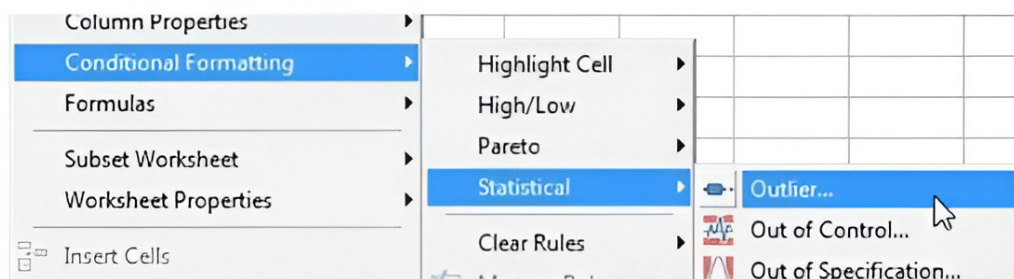 Column Properties
Conditional Formatting
Formulas
Subset Worksheet
Worksheet Properties
Insert Cells
Highlight Cell
High/Low
Pareto
Statistical
Clear Rules
Outlier...
Out of Control...
Out of Specification...